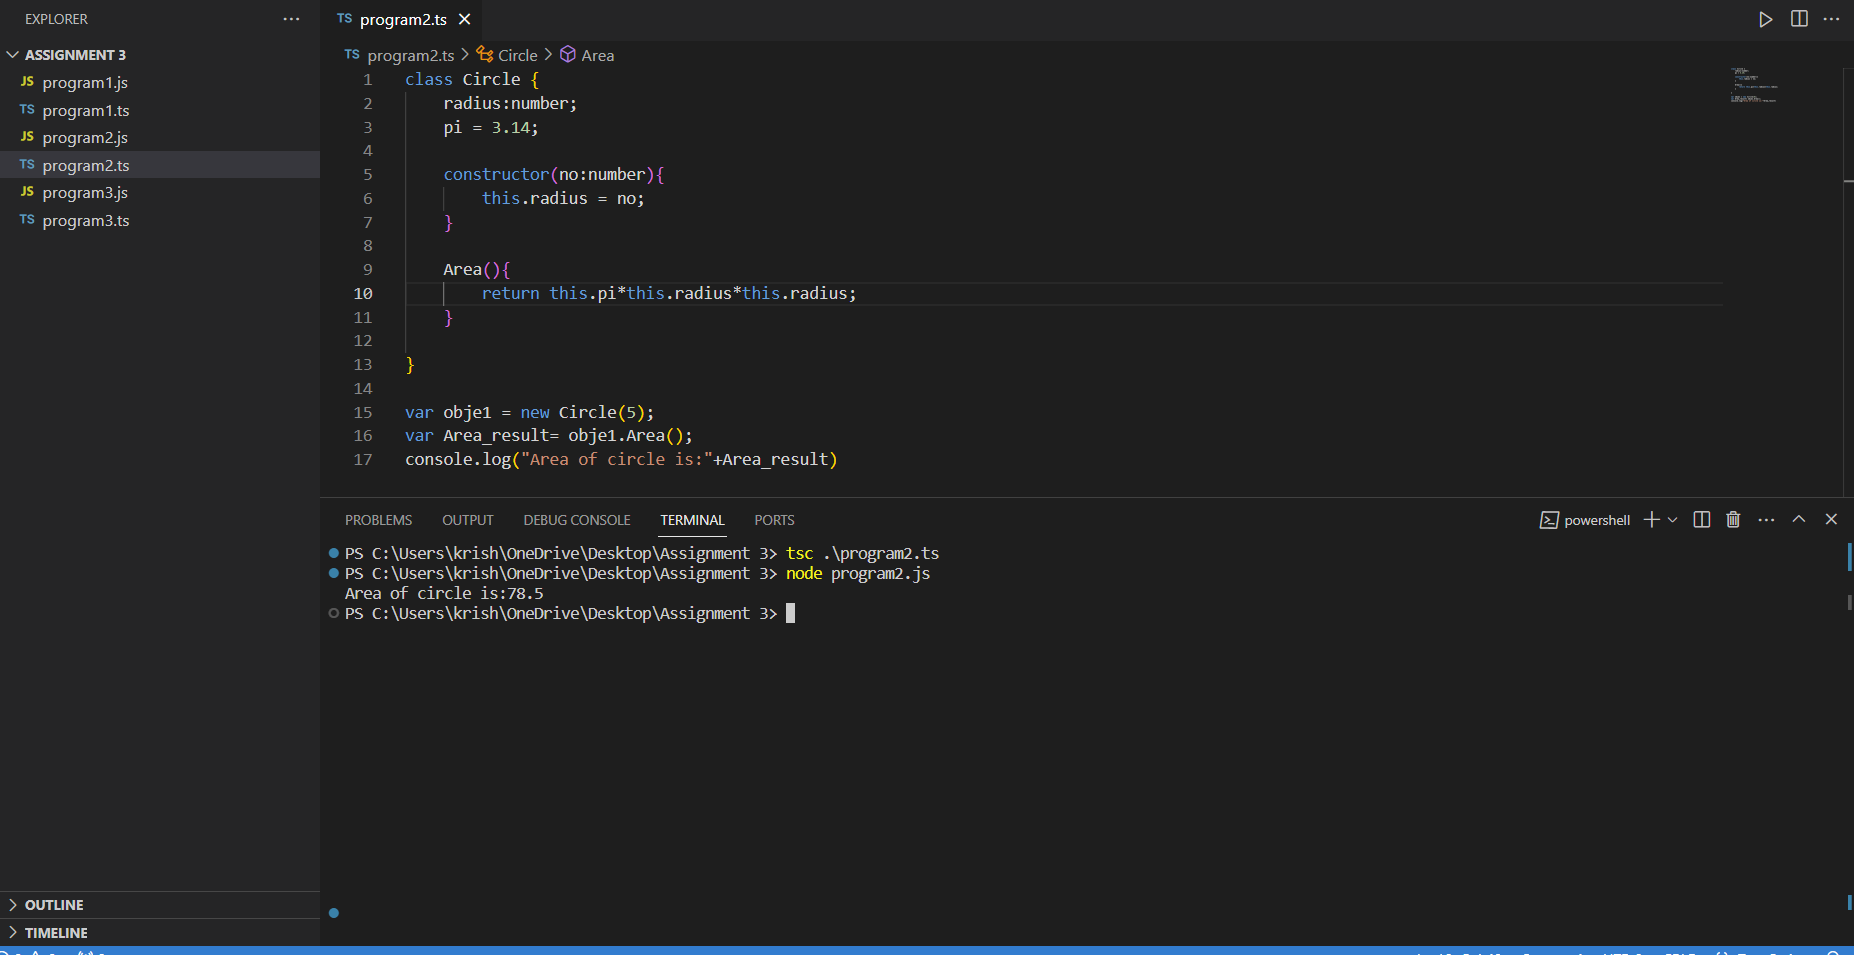 EXPLORER
ASSIGNMENT 3
JS program1.js
TS program1.ts
JS program2.js
TS program2.ts
JS program3.js
TS program3.ts
OUTLINE
TIMELINE
TS program2.ts
TS program2.ts > Circle > Area
1 class Circle {
2 radius:number;
3 pi = 3.14;
4
5 constructor(no:number){
6 this.radius = no;
7 }
8
9 Area(){
10 return this.pi*this.radius*this.radius;
11 }
12
13 }
14
15 var obje1 = new Circle(5);
16 var Area_result= obje1.Area();
17 console.log("Area of circle is:"+Area_result)
PROBLEMS OUTPUT DEBUG CONSOLE TERMINAL PORTS powershell
PS C:\Users\krish\OneDrive\Desktop\Assignment 3> tsc .\program2.ts
PS C:\Users\krish\OneDrive\Desktop\Assignment 3> node program2.js
Area of circle is:78.5
PS C:\Users\krish\OneDrive\Desktop\Assignment 3>